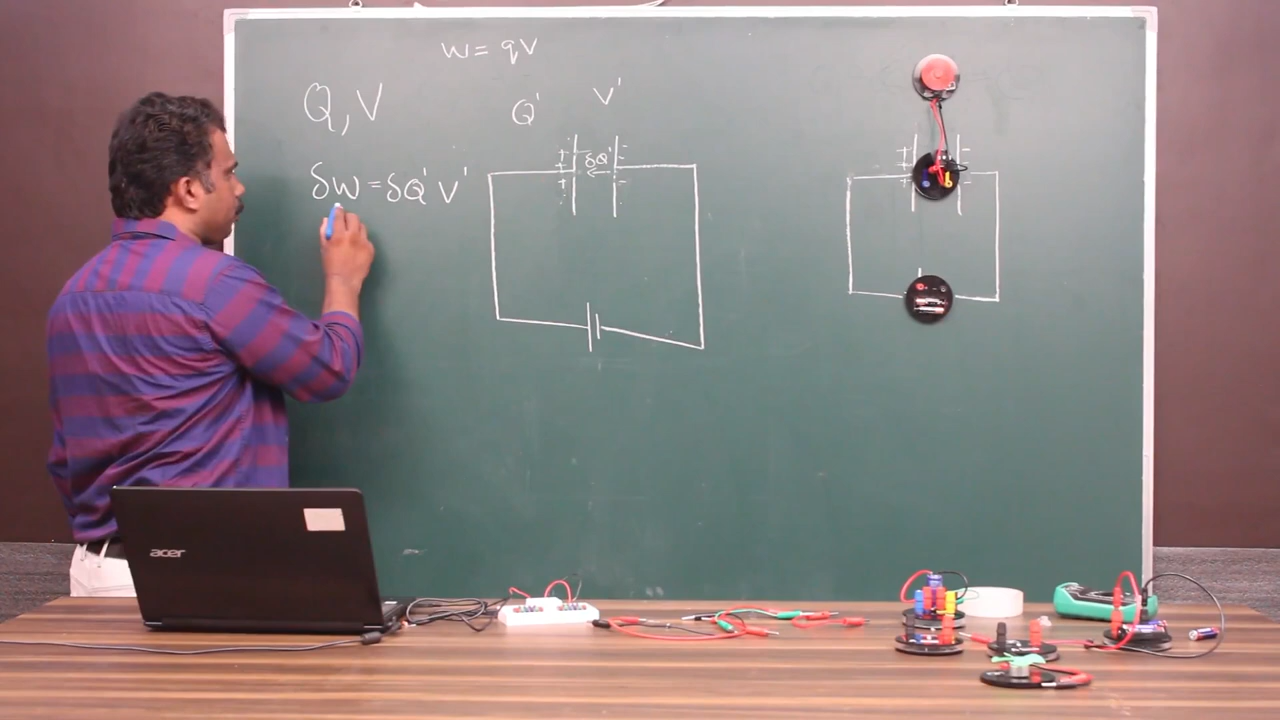 w = qv
Q, V
Q' V'
δw = δQ' V'
+ δQ' -
+ ← -
+ -
+ -
+ -
+ -
acer